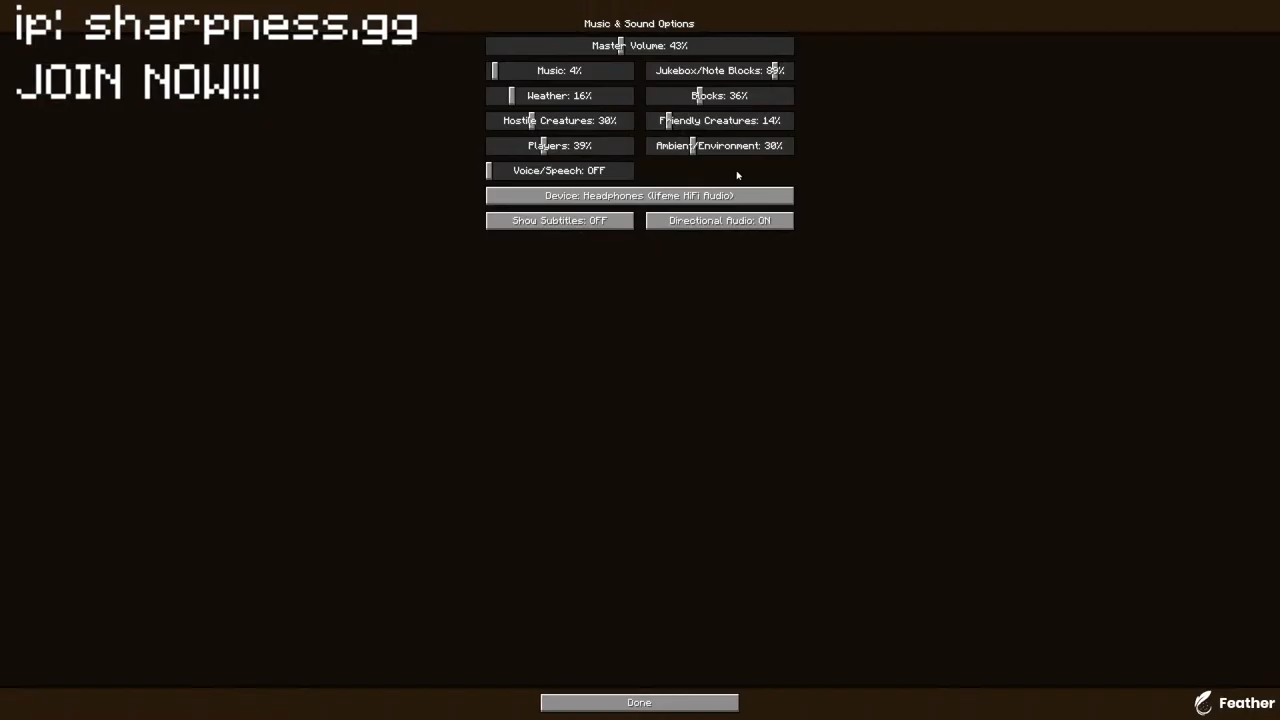 ip: sharpness.gg
JOIN NOW!!!
Music & Sound Options
Master Volume: 43%
Music: 4%
Jukebox/Note Blocks: 89%
Weather: 16%
Blocks: 36%
Hostile Creatures: 30%
Friendly Creatures: 14%
Players: 39%
Ambient/Environment: 30%
Voice/Speech: OFF
Device: Headphones (lifeme HiFi Audio)
Show Subtitles: OFF
Directional Audio: ON
Done
Feather